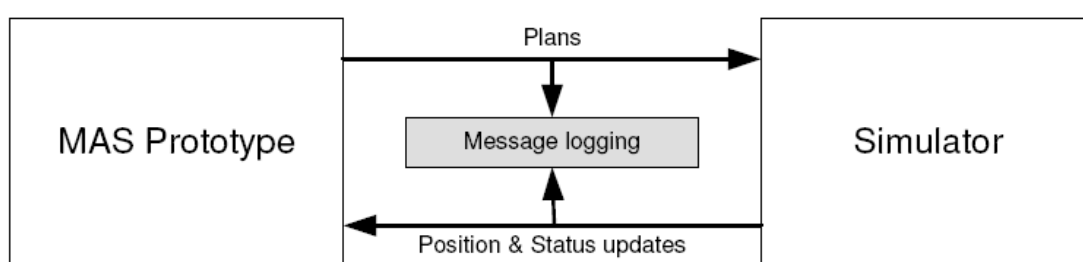 Plans
MAS Prototype
Message logging
Simulator
Position & Status updates